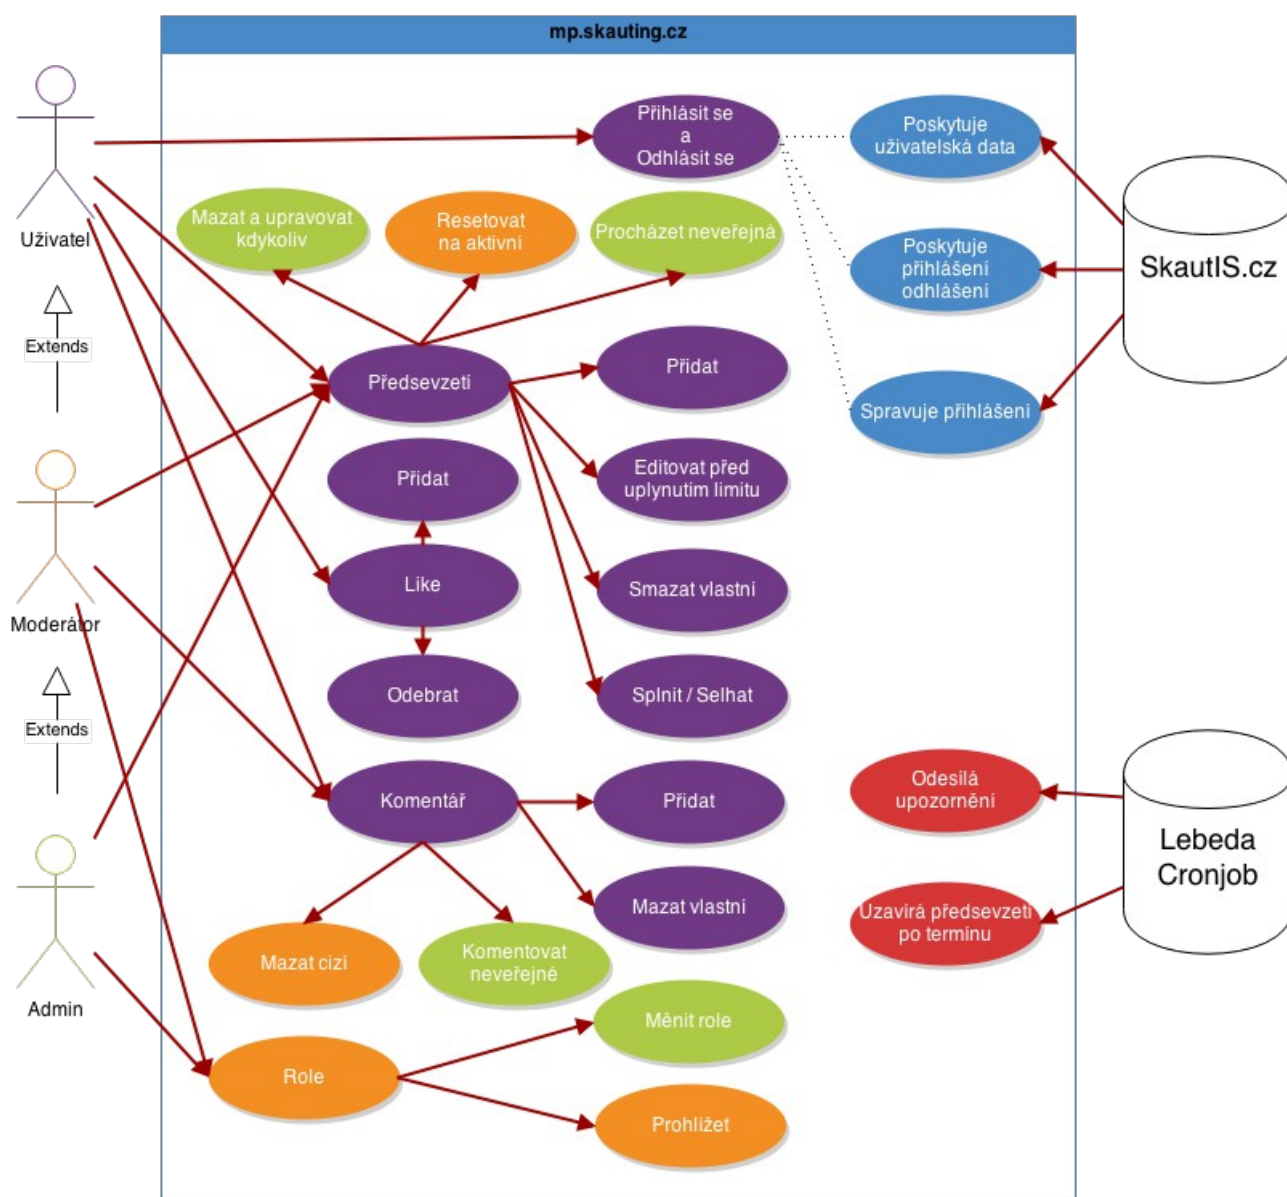 mp.skauting.cz
Přihlásit se
a
Odhlásit se
Poskytuje
uživatelská data
Uživatel
Mazat a upravovat
kdykoliv
Resetovat
na aktivní
Procházet neveřejná
Poskytuje
přihlášení
odhlášení
SkautIS.cz
Extends
Předsevzetí
Přidat
Spravuje přihlášení
Přidat
Editovat před
uplynutím limitu
Like
Smazat vlastní
Moderátor
Odebrat
Splnit / Selhat
Extends
Komentář
Přidat
Odesílá
upozornění
Lebeda
Cronjob
Mazat vlastní
Uzavírá předsevzetí
po termínu
Mazat cizí
Komentovat
neveřejné
Admin
Měnit role
Role
Prohlížet